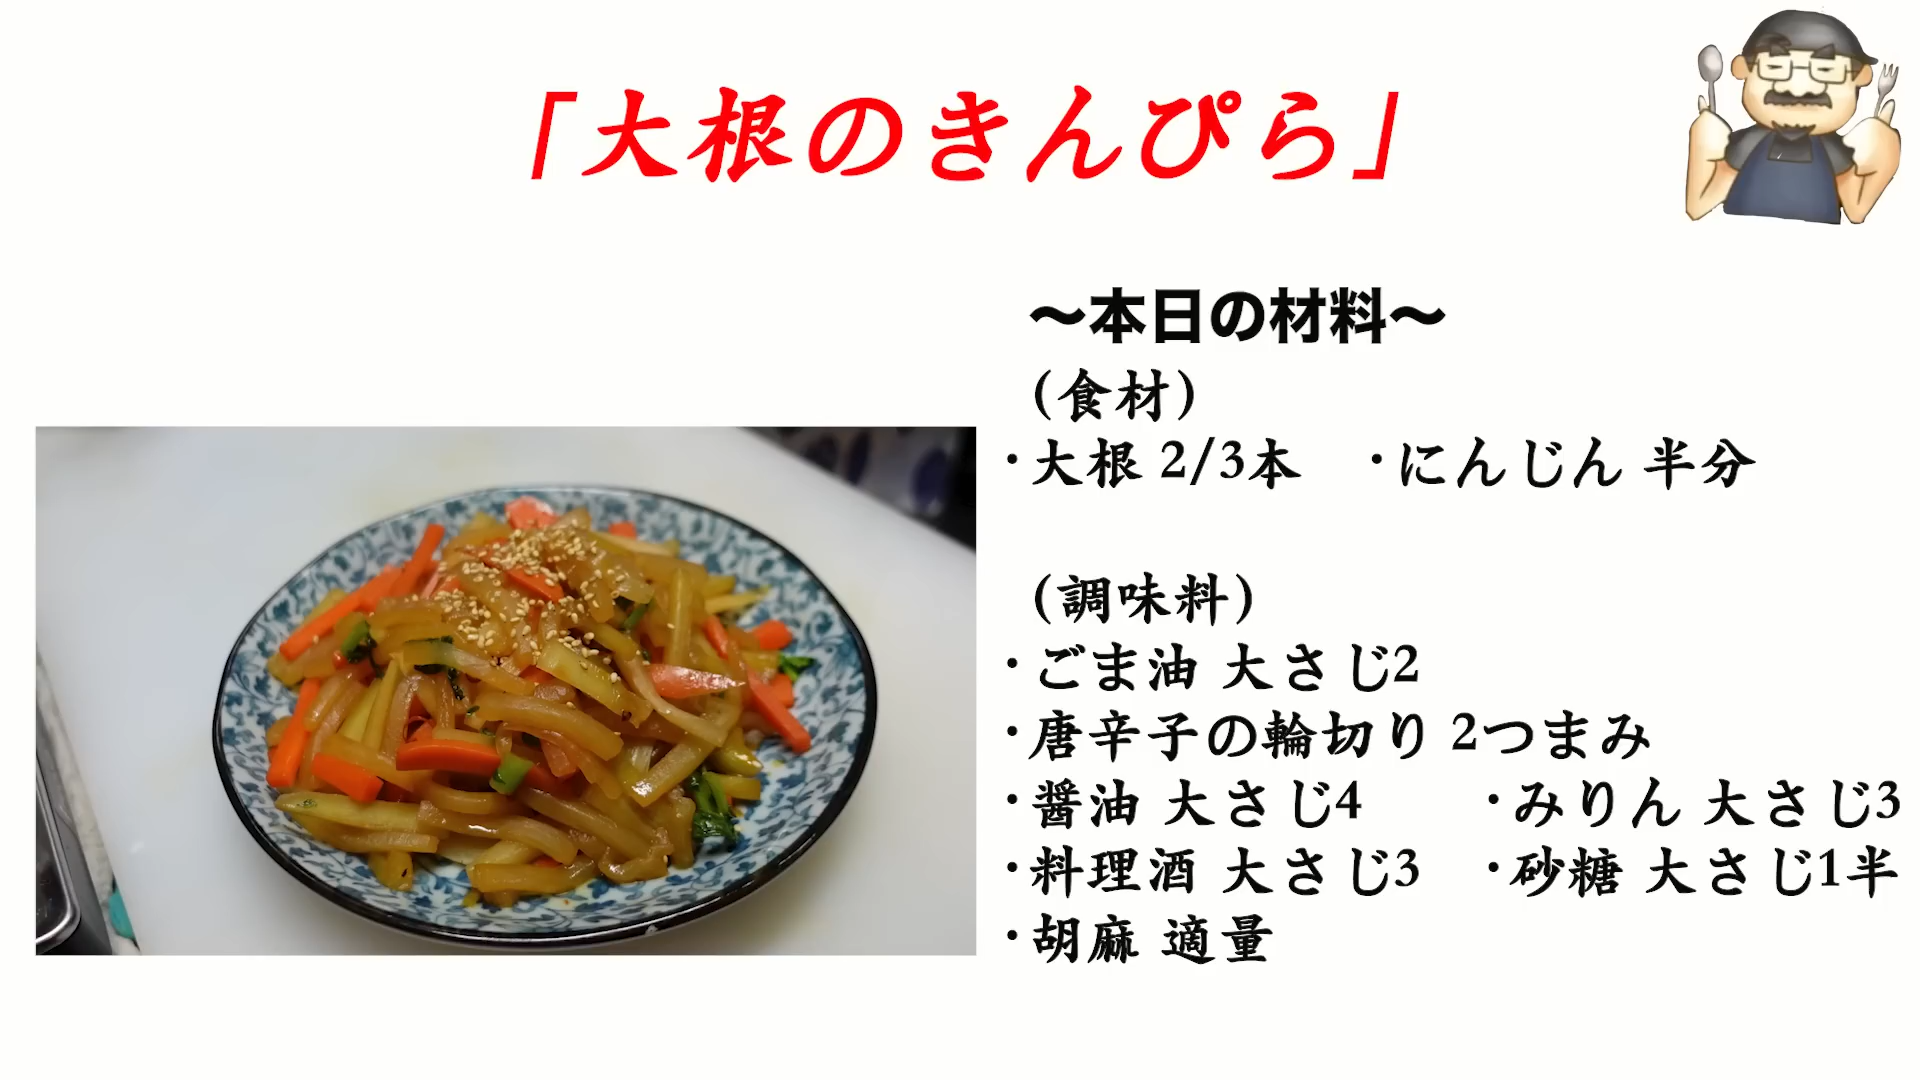 「大根のきんぴら」
～本日の材料～
(食材)
・大根 2/3本 ・にんじん 半分
(調味料)
・ごま油 大さじ2
・唐辛子の輪切り 2つまみ
・醤油 大さじ4 ・みりん 大さじ3
・料理酒 大さじ3 ・砂糖 大さじ1半
・胡麻 適量